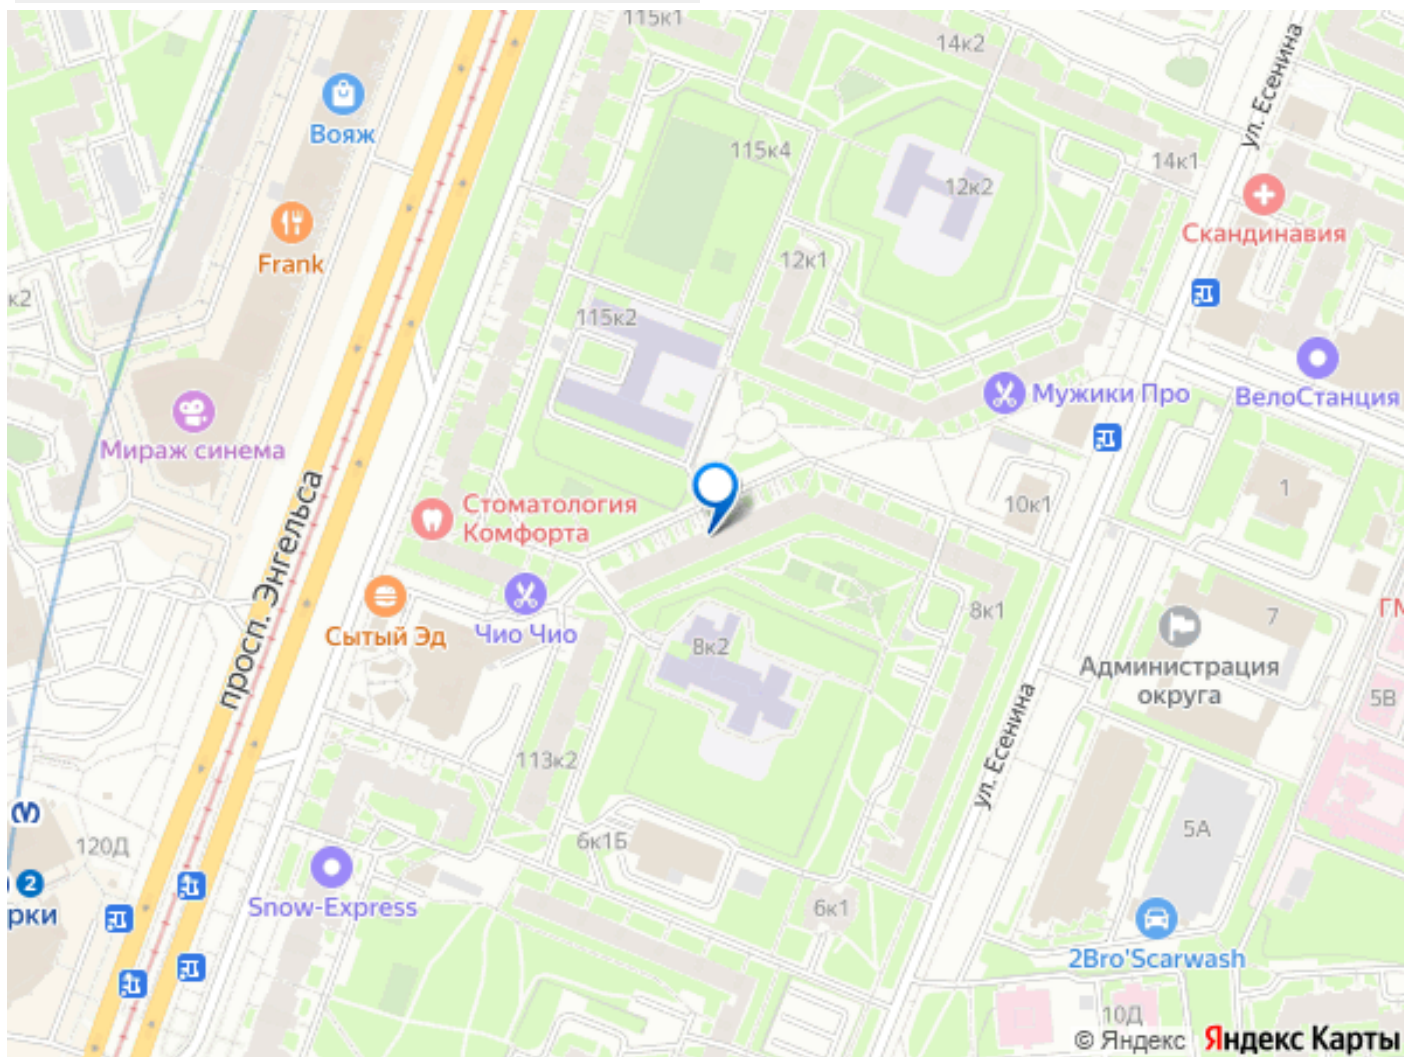 115к1
14к2
ул. Есенина
Вояж
115к4
14к1
12к2
Скандинавия
Frank
12к1
к2
115к2
Мужики Про
ВелоСтанция
Мираж синема
1
просп. Энгельса
Стоматология
Комфорта
10к1
Сытый Эд
Чио Чио
8к1
7
8к2
Администрация
округа
5В
ул. Есенина
113к2
120Д
6к1Б
5А
2
рки
Snow-Express
6к1
2Bro'Scarwash
10Д
© Яндекс Яндекс Карты